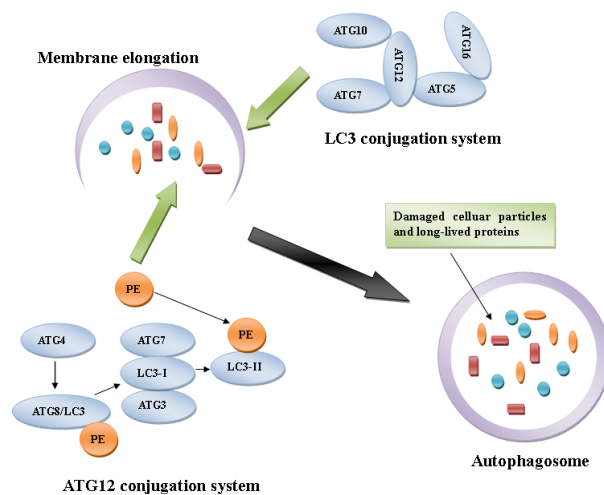 Membrane elongation
ATG10
ATG12
ATG16
ATG7
ATG5
LC3 conjugation system
Damaged celluar particles
and long-lived proteins
PE
PE
ATG4
ATG7
LC3-I
LC3-II
ATG8/LC3
ATG3
PE
Autophagosome
ATG12 conjugation system